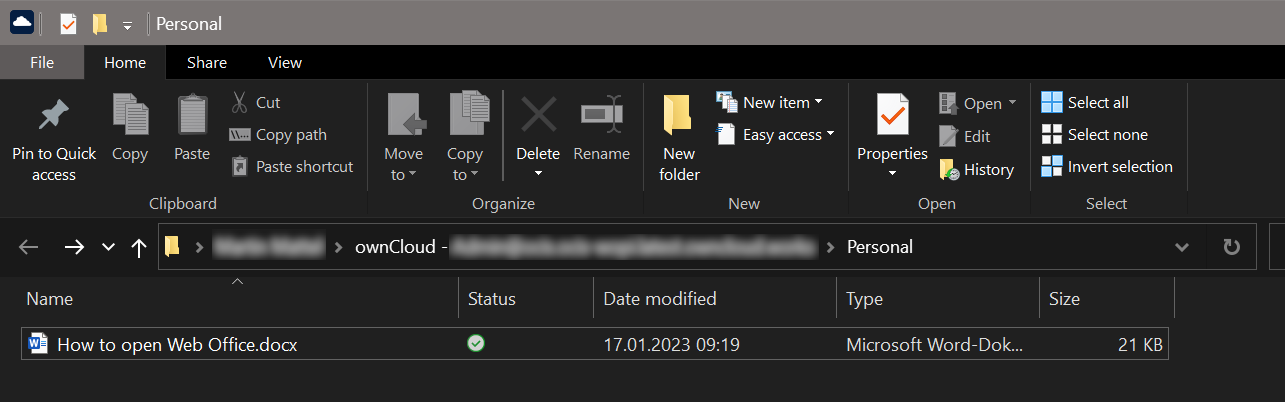 Personal
File Home Share View
Pin to Quick access
Copy
Paste
Cut
Copy path
Paste shortcut
Clipboard
Move to
Copy to
Delete
Rename
Organize
New folder
New item
Easy access
New
Properties
Open
Edit
History
Open
Select all
Select none
Invert selection
Select
ownCloud - Personal
Name Status Date modified Type Size
How to open Web Office.docx 17.01.2023 09:19 Microsoft Word-Dok... 21 KB